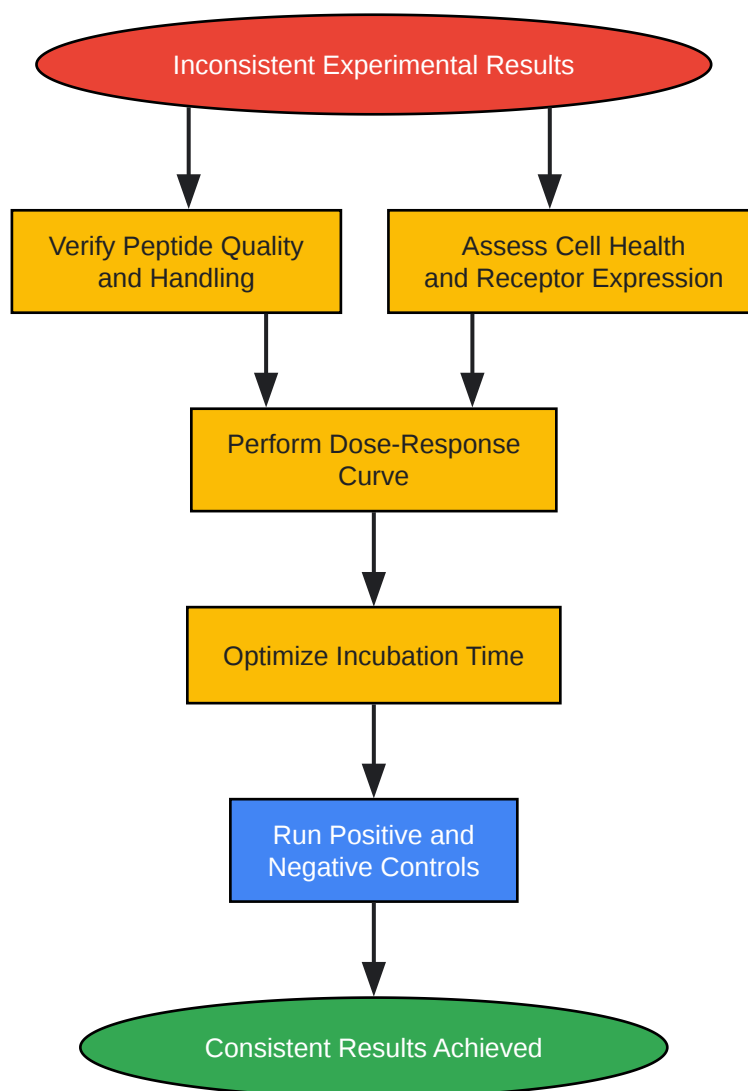 Inconsistent Experimental Results
Verify Peptide Quality
and Handling
Assess Cell Health
and Receptor Expression
Perform Dose-Response
Curve
Optimize Incubation Time
Run Positive and
Negative Controls
Consistent Results Achieved